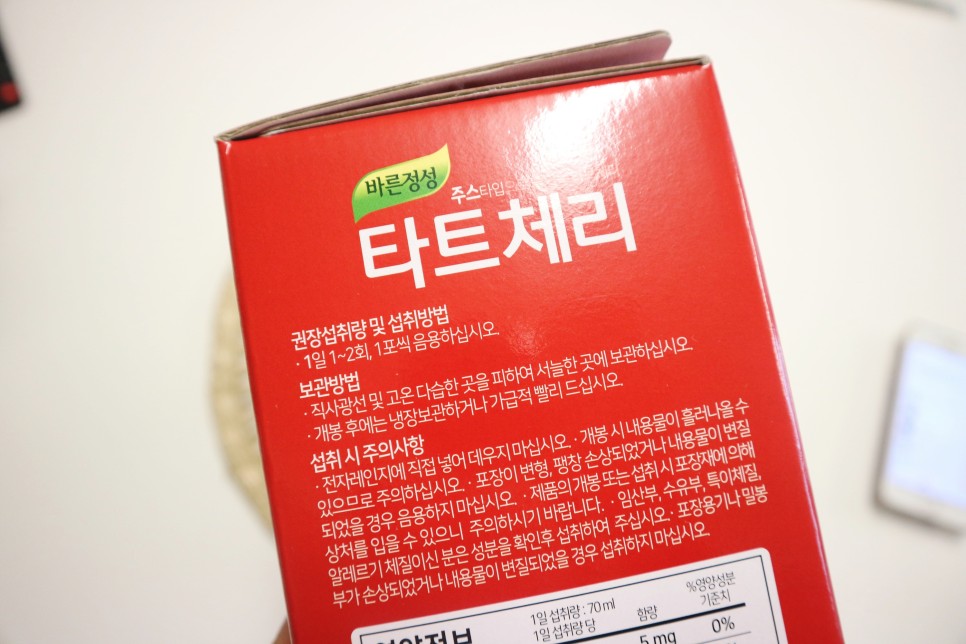 바른정성
주스타입
타트체리
권장섭취량 및 섭취방법
· 1일 1~2회, 1포씩 음용하십시오.
보관방법
· 직사광선 및 고온 다습한 곳을 피하여 서늘한 곳에 보관하십시오.
· 개봉 후에는 냉장보관하거나 가급적 빨리 드십시오.
섭취 시 주의사항
· 전자레인지에 직접 넣어 데우지 마십시오. · 개봉 시 내용물이 흘러나올 수
있으므로 주의하십시오. · 포장이 변형, 팽창 손상되었거나 내용물이 변질
되었을 경우 음용하지 마십시오. · 제품의 개봉 또는 섭취 시 포장재에 의해
상처를 입을 수 있으니 주의하시기 바랍니다. · 임산부, 수유부, 특이체질,
알레르기 체질이신 분은 성분을 확인후 섭취하여 주십시오. · 포장용기나 밀봉
부가 손상되었거나 내용물이 변질되었을 경우 섭취하지 마십시오.
영양정보
1일 섭취량 : 70 ml
1일 섭취량 당 함량 %영양성분
기준치
5 mg 0%